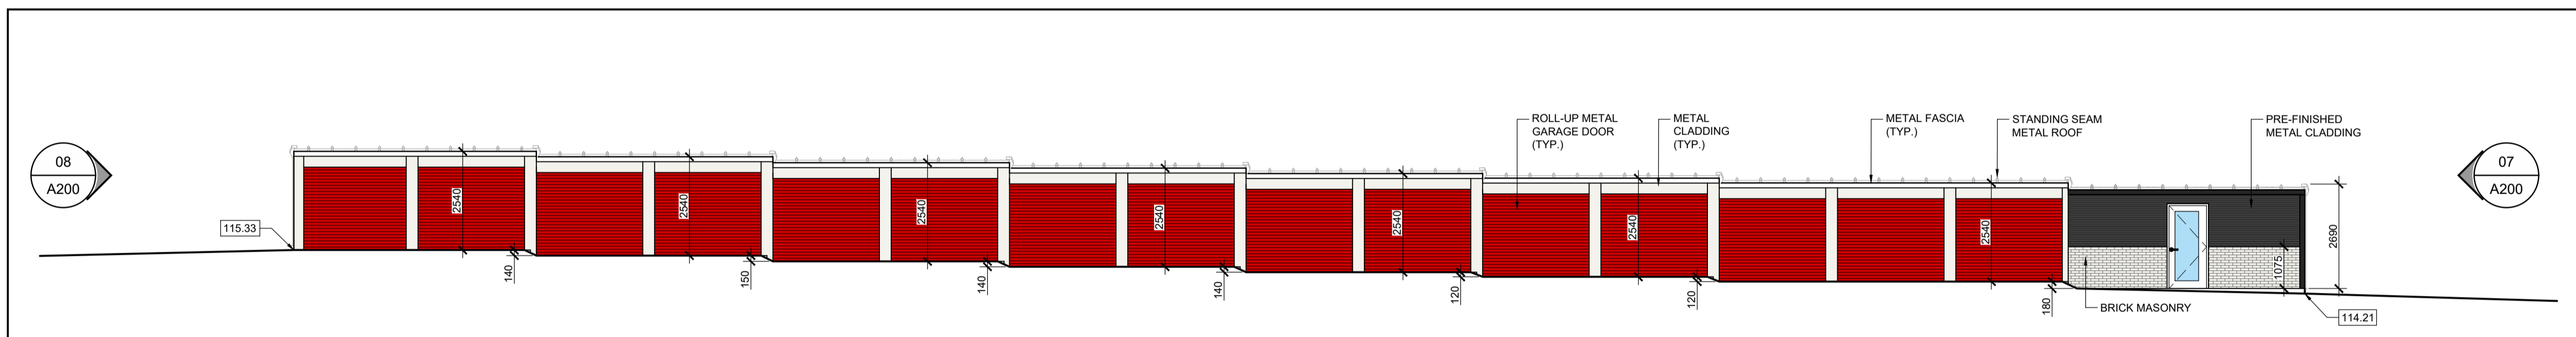 08
A200
115.33
2540
140
2540
150
2540
140
2540
140
2540
120
ROLL-UP METAL
GARAGE DOOR
(TYP.)
METAL
CLADDING
(TYP.)
2540
120
METAL FASCIA
(TYP.)
STANDING SEAM
METAL ROOF
2540
180
PRE-FINISHED
METAL CLADDING
BRICK MASONRY
1075
2690
114.21
07
A200